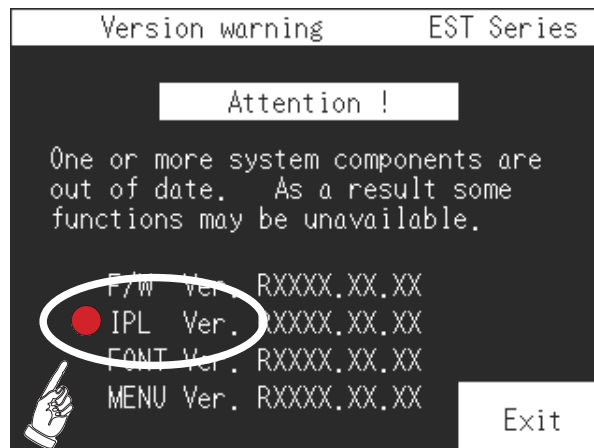 Version warning EST Series
Attention !
One or more system components are
out of date. As a result some
functions may be unavailable.
F/W Ver. RXXXX.XX.XX
IPL Ver. RXXXX.XX.XX
FONT Ver. RXXXX.XX.XX
MENU Ver. RXXXX.XX.XX
Exit